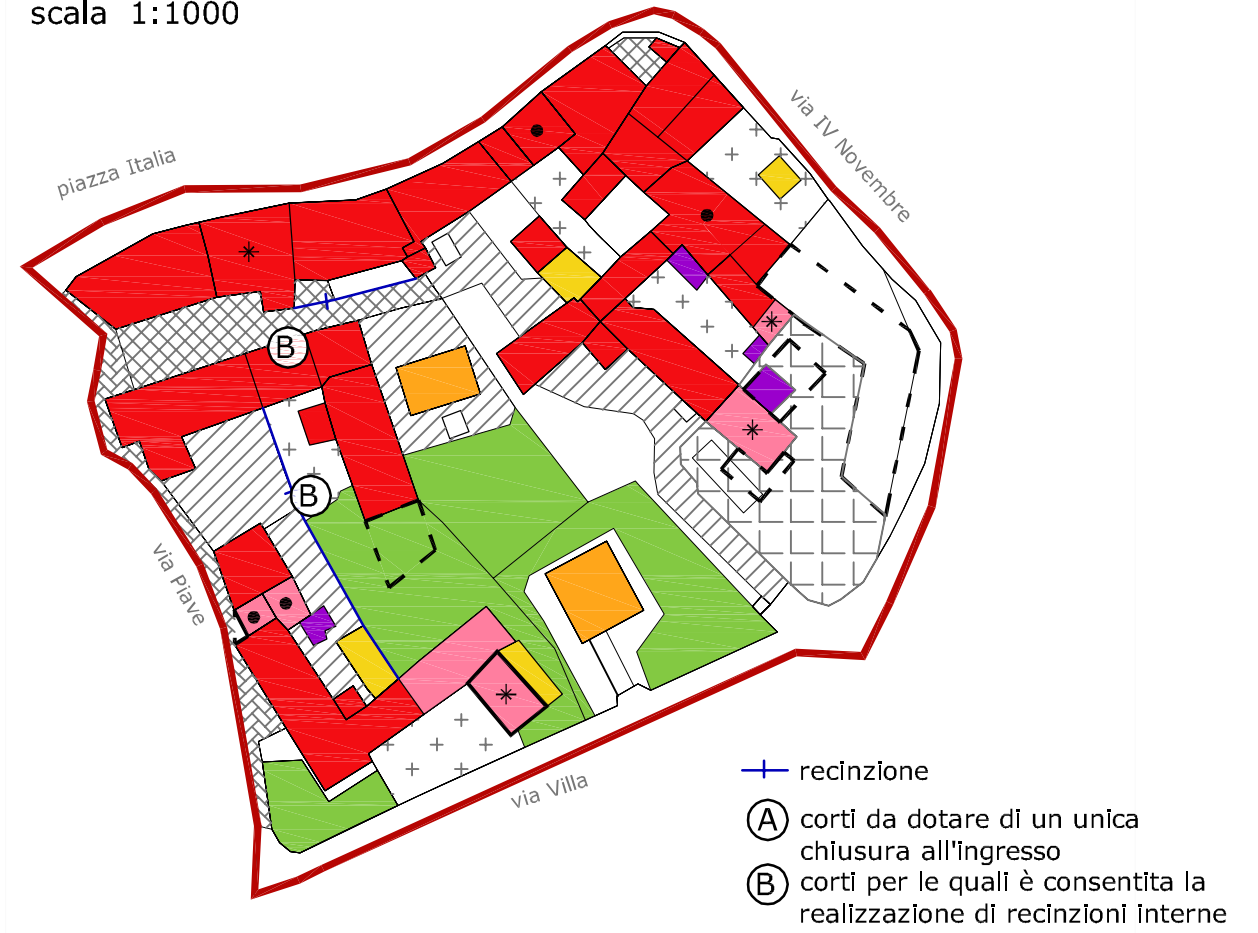 scala 1:1000
piazza Italia
via IV Novembre
B
B
via Piave
via Villa
recinzione
A corti da dotare di un unica
chiusura all'ingresso
B corti per le quali è consentita la
realizzazione di recinzioni interne